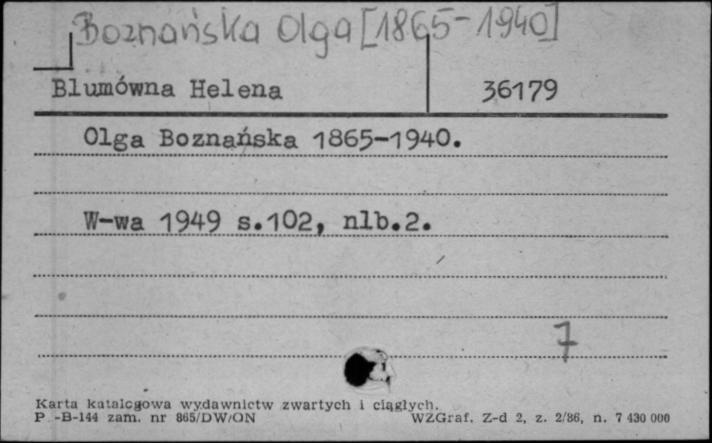 Boznańska Olga [1865-1940]
Blumówna Helena 36179
Olga Boznańska 1865-1940.
W-wa 1949 s.102, nlb.2.
7
Karta katalogowa wydawnictw zwartych i ciągłych.
P -B-144 zam. nr 865/DW/ON WZGraf. Z-d 2, z. 2/86, n. 7 430 000